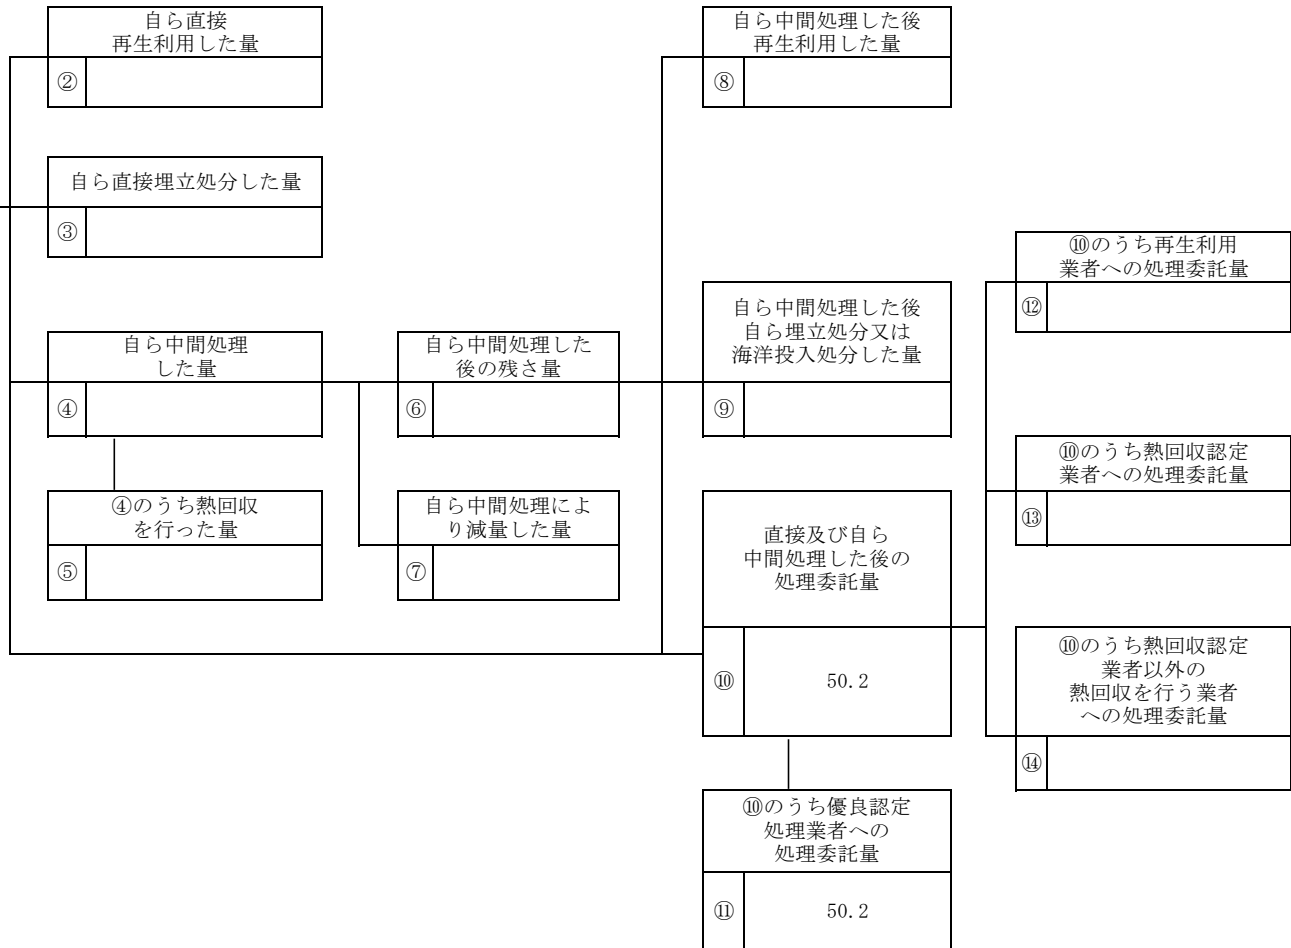 自ら直接
再生利用した量
②
自ら直接埋立処分した量
③
自ら中間処理
した量
④
④のうち熱回収
を行った量
⑤
自ら中間処理した
後の残さ量
⑥
自ら中間処理によ
り減量した量
⑦
自ら中間処理した後
再生利用した量
⑧
自ら中間処理した後
自ら埋立処分又は
海洋投入処分した量
⑨
直接及び自ら
中間処理した後の
処理委託量
⑩ 50.2
⑩のうち優良認定
処理業者への
処理委託量
⑪ 50.2
⑩のうち再生利用
業者への処理委託量
⑫
⑩のうち熱回収認定
業者への処理委託量
⑬
⑩のうち熱回収認定
業者以外の
熱回収を行う業者
への処理委託量
⑭